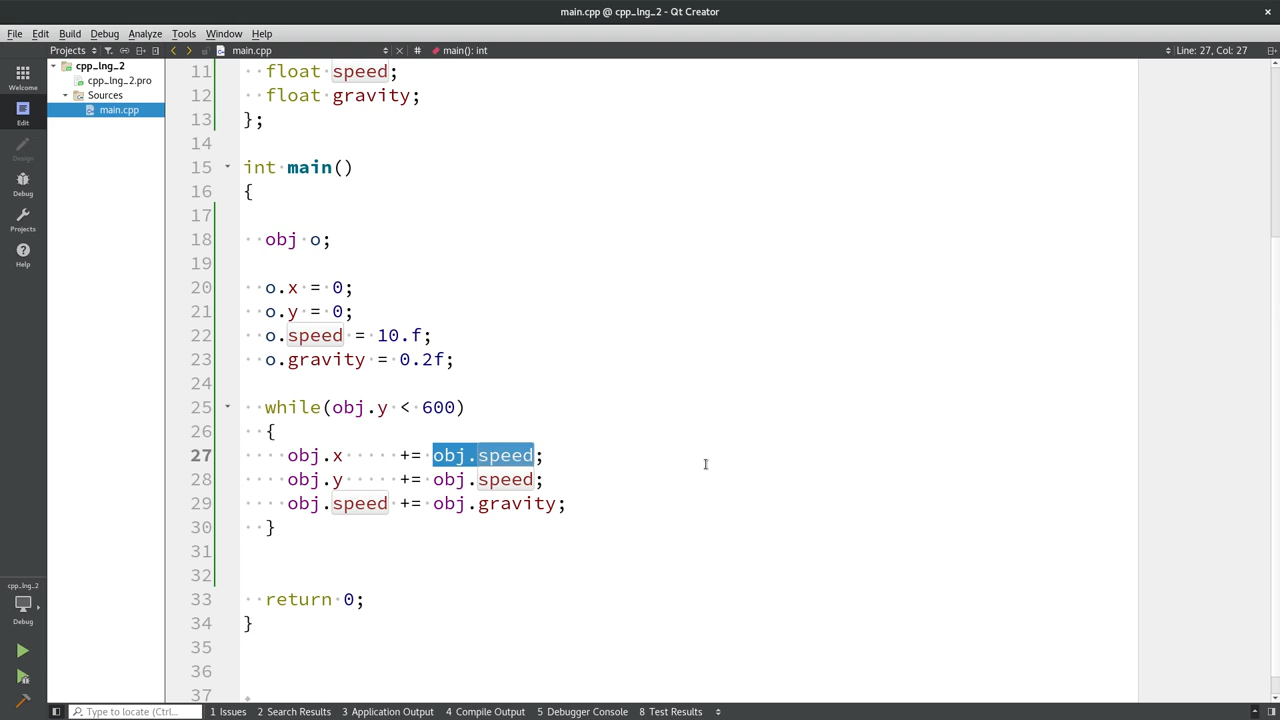 main.cpp @ cpp_lng_2 - Qt Creator
File Edit Build Debug Analyze Tools Window Help
Projects main.cpp # main(): int Line: 27, Col: 27
Welcome
Edit
Design
Debug
Projects
Help
cpp_lng_2
Debug
cpp_lng_2
cpp_lng_2.pro
Sources
main.cpp
11 float speed;
12 float gravity;
13 };
14
15 int main()
16 {
17
18 obj o;
19
20 o.x = 0;
21 o.y = 0;
22 o.speed = 10.f;
23 o.gravity = 0.2f;
24
25 while(obj.y < 600)
26 {
27 obj.x += obj.speed;
28 obj.y += obj.speed;
29 obj.speed += obj.gravity;
30 }
31
32
33 return 0;
34 }
35
36
37
Type to locate (Ctrl... 1 Issues 2 Search Results 3 Application Output 4 Compile Output 5 Debugger Console 8 Test Results